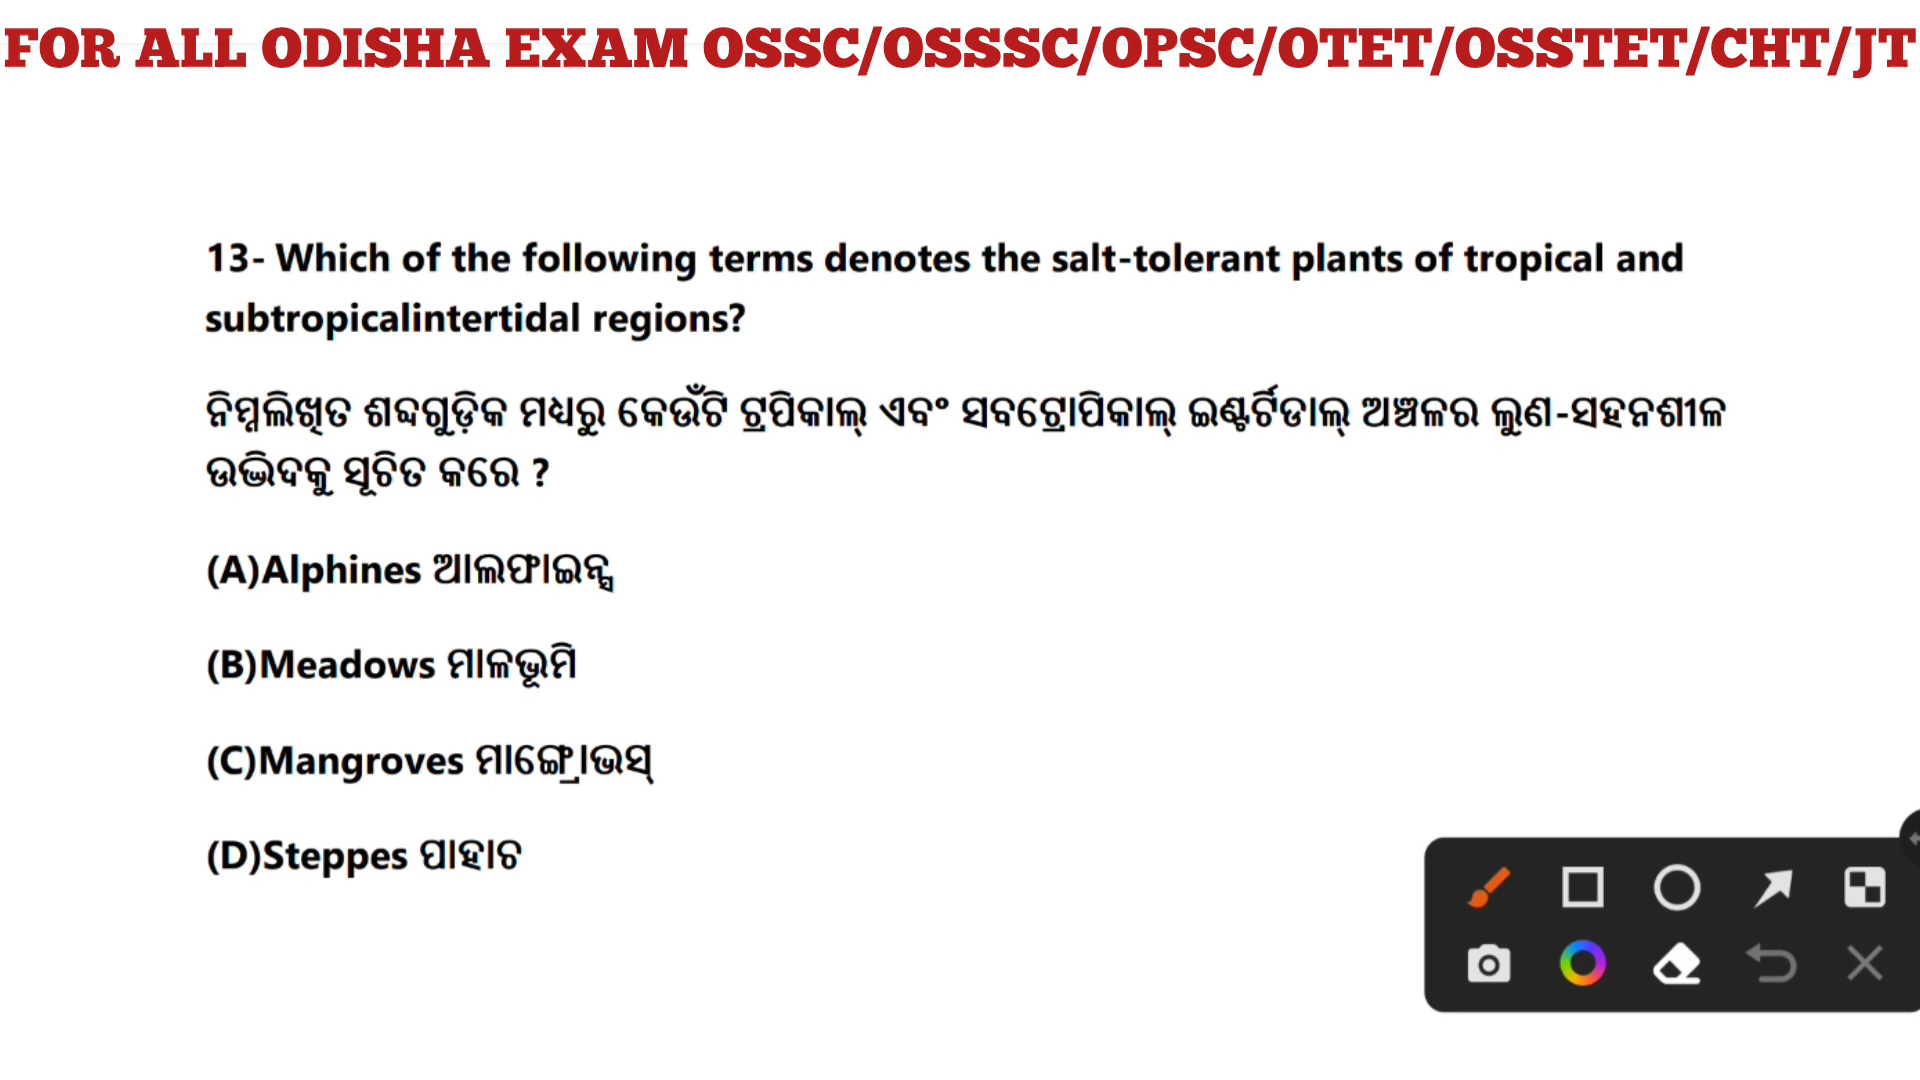 FOR ALL ODISHA EXAM OSSC/OSSSC/OPSC/OTET/OSSTET/CHT/JT
13- Which of the following terms denotes the salt-tolerant plants of tropical and
subtropicalintertidal regions?
ନିମ୍ନଲିଖିତ ଶବ୍ଦଗୁଡ଼ିକ ମଧ୍ୟରୁ କେଉଁଟି ଟ୍ରପିକାଲ୍ ଏବଂ ସବଟ୍ରୋପିକାଲ୍ ଇଣ୍ଟର୍ଟିଡାଲ୍ ଅଞ୍ଚଳର ଲୁଣ-ସହନଶୀଳ
ଉଦ୍ଭିଦକୁ ସୂଚିତ କରେ ?
(A)Alphines ଆଲଫାଇନ୍ସ
(B)Meadows ମାଳଭୂମି
(C)Mangroves ମାଙ୍ଗ୍ରୋଭସ୍
(D)Steppes ପାହାଚ